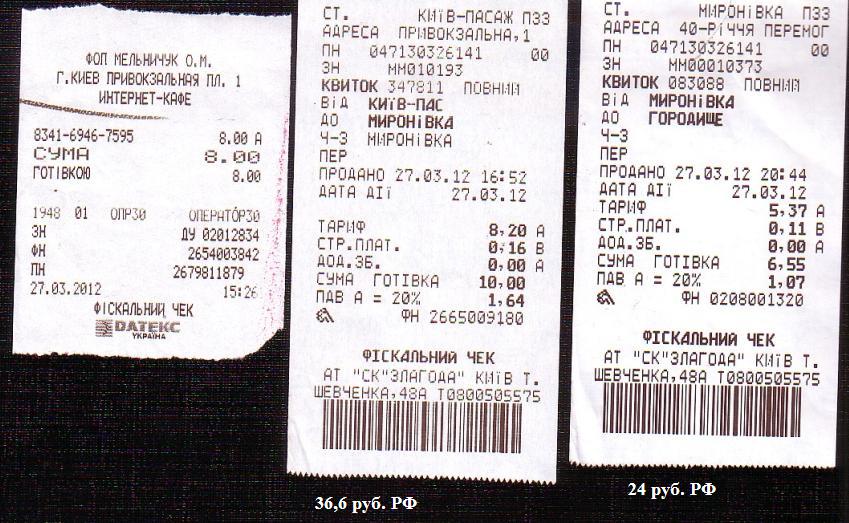 ФОП МЕЛЬНИЧУК О.М.
Г.КИЕВ ПРИВОКЗАЛЬНАЯ ПЛ. 1
ИНТЕРНЕТ-КАФЕ
8341-6946-7595 8.00 А
СУМА 8.00
ГОТІВКОЮ 8.00
1948 01 ОПР30 ОПЕРАТОР30
ЗН ДУ 02012834
ФН 2654003842
ПН 2679811879
27.03.2012 15:26
ФІСКАЛЬНИЙ ЧЕК
DATEKC
УКРАЇНА
СТ. КИЇВ-ПАСАЖ ПЗЗ
АДРЕСА ПРИВОКЗАЛЬНА,1
ПН 047130326141 00
ЗН ММ010193
КВИТОК 347811 ПОВНИЙ
ВіД КИЇВ-ПАС
ДО МИРОНіВКА
Ч-З МИРОНіВКА
ПЕР
ПРОДАНО 27.03.12 16:52
ДАТА ДІЇ 27.03.12
ТАРИФ 8,20 А
СТР.ПЛАТ. 0,16 В
ДОД.ЗБ. 0,00 А
СУМА ГОТІВКА 10,00
ПДВ А = 20% 1,64
ФН 2665009180
ФІСКАЛЬНИЙ ЧЕК
АТ "СК"ЗЛАГОДА" КИЇВ Т.
ШЕВЧЕНКА,48А Т0800505575
36,6 руб. РФ
СТ. МИРОНІВКА ПЗЗ
АДРЕСА 40-РІЧЧЯ ПЕРЕМОГ
ПН 047130326141 00
ЗН ММ00010373
КВИТОК 083088 ПОВНИЙ
ВіД МИРОНІВКА
ДО ГОРОДИЩЕ
Ч-З
ПЕР
ПРОДАНО 27.03.12 20:44
ДАТА ДІЇ 27.03.12
ТАРИФ 5,37 А
СТР.ПЛАТ. 0,11 В
ДОД.ЗБ. 0,00 А
СУМА ГОТІВКА 6,55
ПДВ А = 20% 1,07
ФН 0208001320
ФІСКАЛЬНИЙ ЧЕК
АТ "СК"ЗЛАГОДА" КИЇВ Т.
ШЕВЧЕНКА,48А Т0800505575
24 руб. РФ